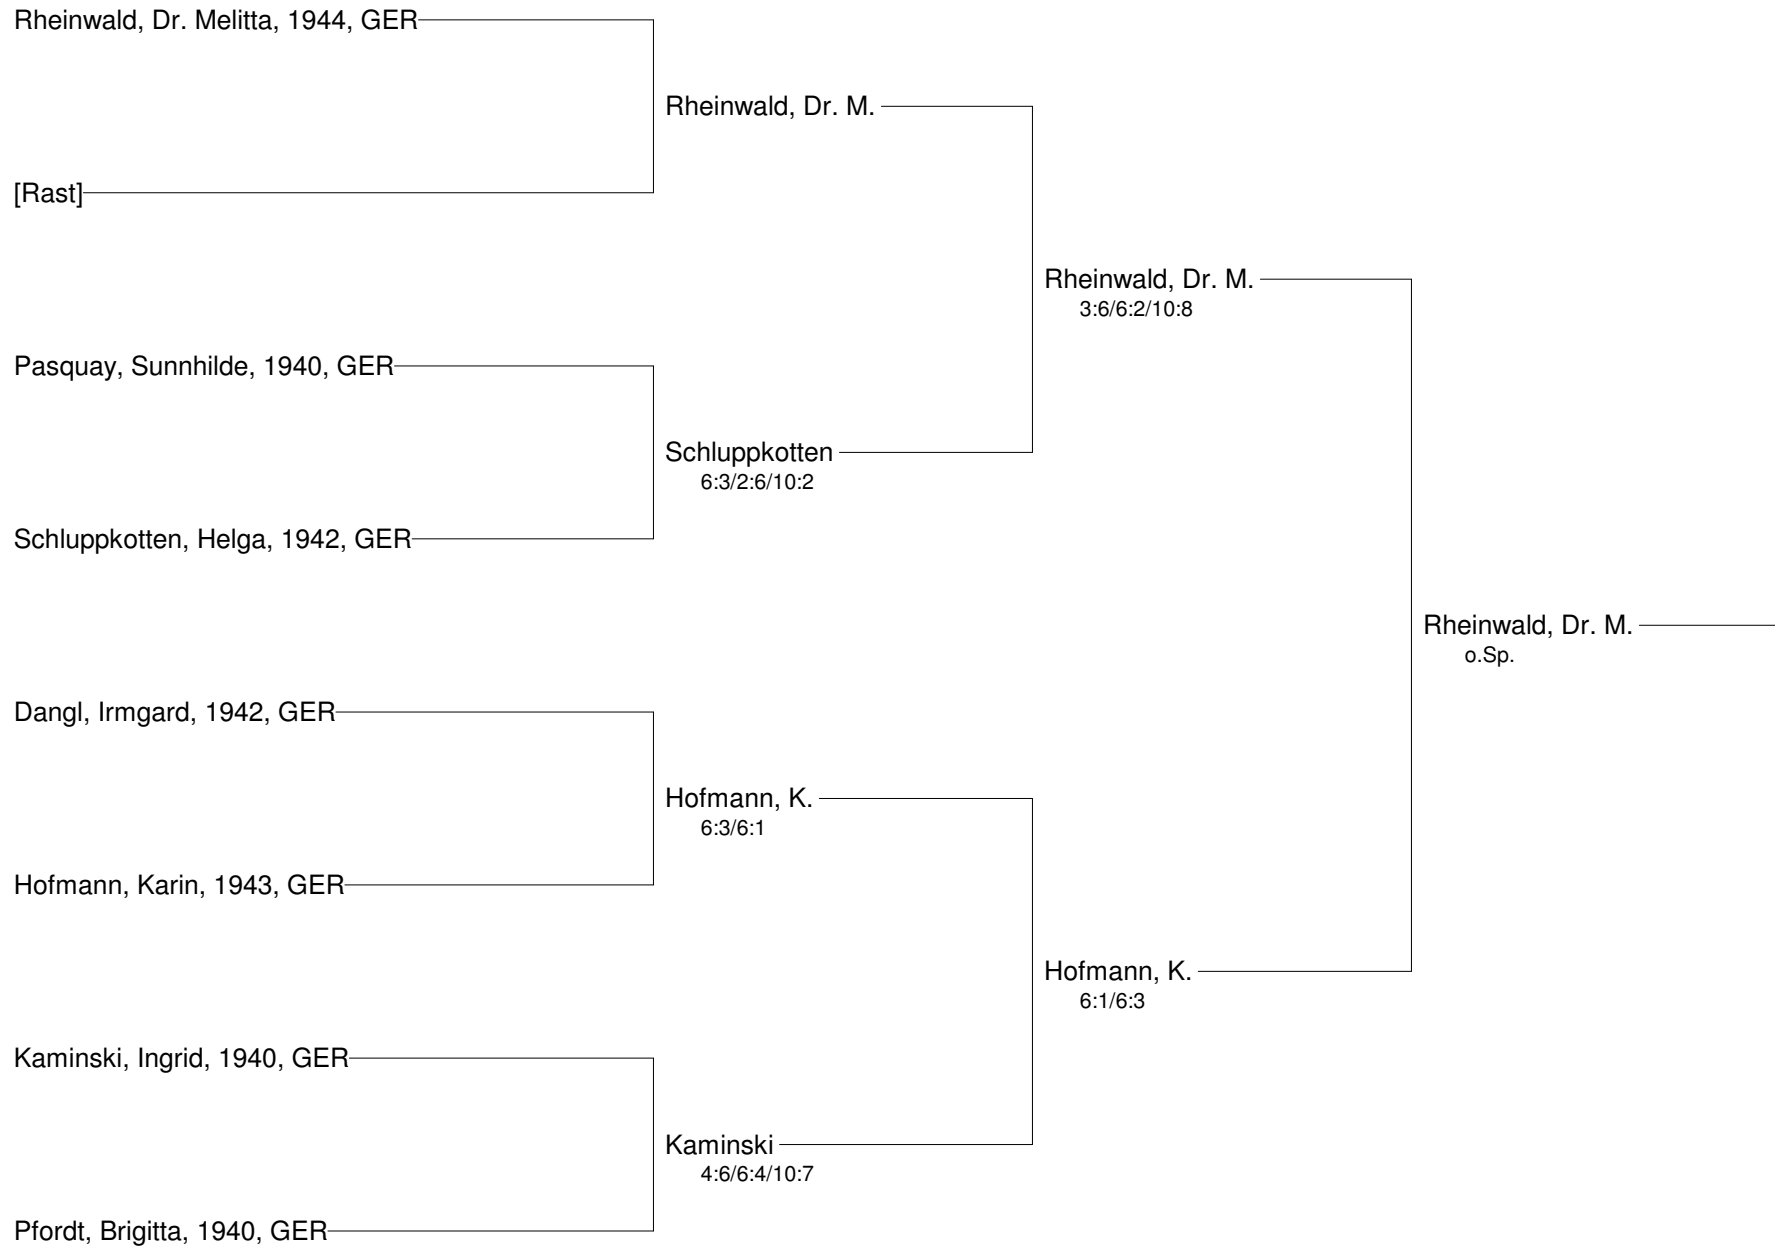 Rheinwald, Dr. Melitta, 1944, GER
Rheinwald, Dr. M.
[Rast]
Rheinwald, Dr. M.
3:6/6:2/10:8
Pasquay, Sunnhilde, 1940, GER
Schluppkotten
6:3/2:6/10:2
Schluppkotten, Helga, 1942, GER
Rheinwald, Dr. M.
o.Sp.
Dangl, Irmgard, 1942, GER
Hofmann, K.
6:3/6:1
Hofmann, Karin, 1943, GER
Hofmann, K.
6:1/6:3
Kaminski, Ingrid, 1940, GER
Kaminski
4:6/6:4/10:7
Pfordt, Brigitta, 1940, GER